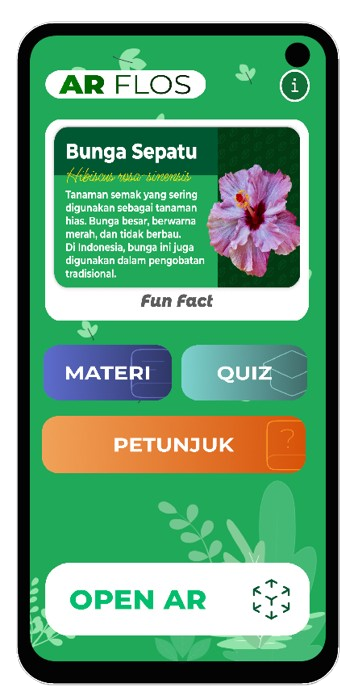 AR FLOS
i
Bunga Sepatu
Hibiscus rosa-sinensis
Tanaman semak yang sering
digunakan sebagai tanaman
hias. Bunga besar, berwarna
merah, dan tidak berbau.
Di Indonesia, bunga ini juga
digunakan dalam pengobatan
tradisional.
Fun Fact
MATERI
QUIZ
PETUNJUK
?
OPEN AR